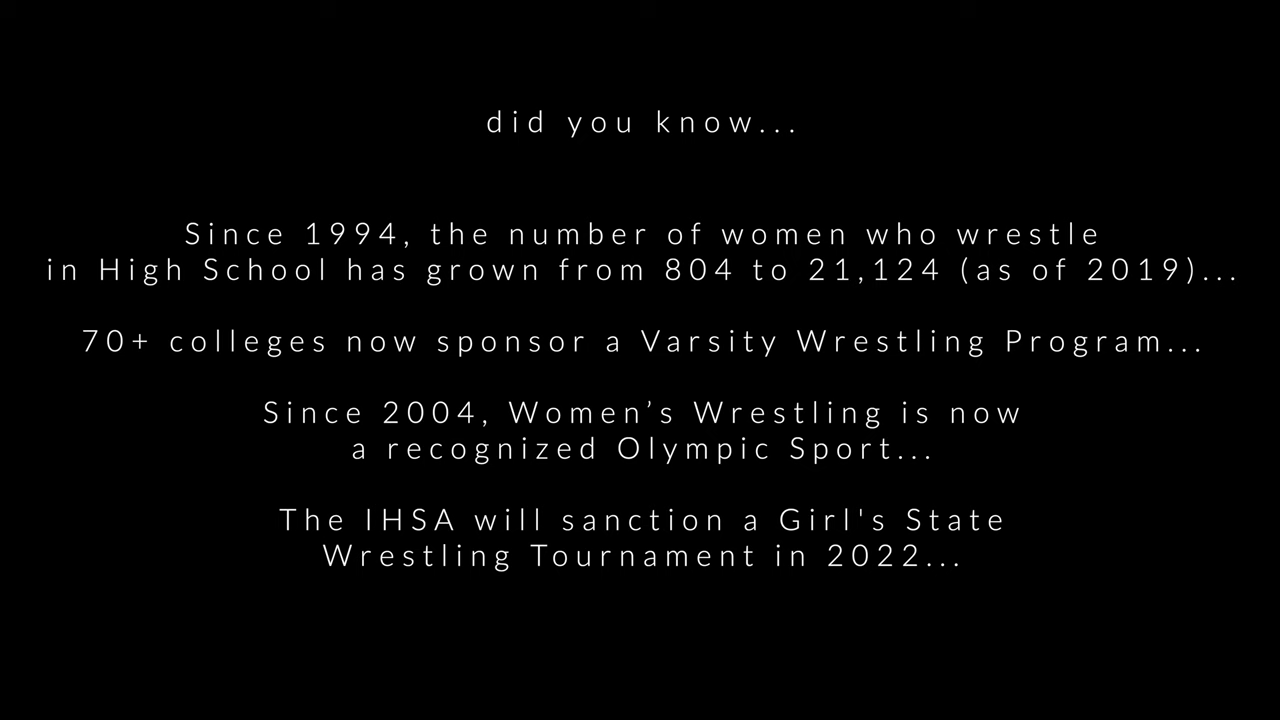 did you know...
Since 1994, the number of women who wrestle
in High School has grown from 804 to 21,124 (as of 2019)...
70+ colleges now sponsor a Varsity Wrestling Program...
Since 2004, Women’s Wrestling is now
a recognized Olympic Sport...
The IHSA will sanction a Girl's State
Wrestling Tournament in 2022...